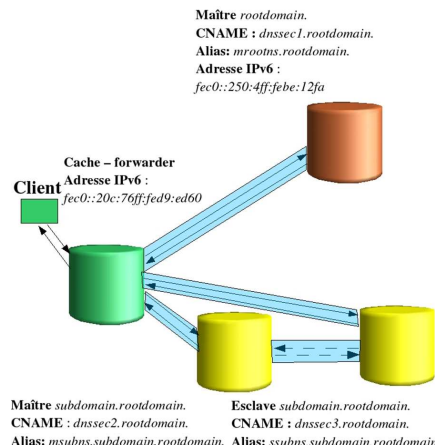 Maître rootdomain.
CNAME : dnssec1.rootdomain.
Alias: mrootns.rootdomain.
Adresse IPv6 :
fec0::250:4ff:febe:12fa
Cache – forwarder
Adresse IPv6 :
fec0::20c:76ff:fed9:ed60
Client
Maître subdomain.rootdomain.
CNAME : dnssec2.rootdomain.
Alias: msubns.subdomain.rootdomain.
Esclave subdomain.rootdomain.
CNAME : dnssec3.rootdomain.
Alias: ssubns.subdomain.rootdomain